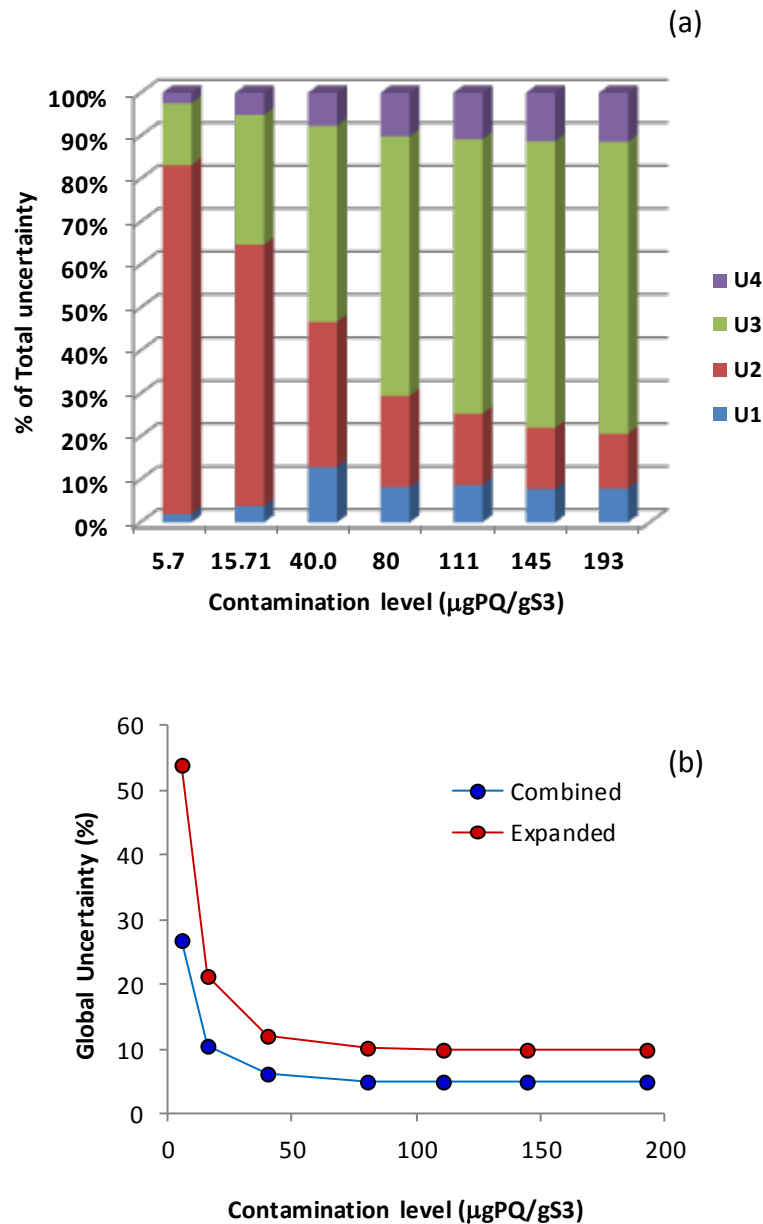 (a)
100%
90%
80%
70%
60%
50%
40%
30%
20%
10%
0%
% of Total uncertainty
5.7 15.71 40.0 80 111 145 193
Contamination level (μgPQ/gS3)
U4
U3
U2
U1
(b)
60
50
40
30
20
10
0
Global Uncertainty (%)
Combined
Expanded
0 50 100 150 200
Contamination level (μgPQ/gS3)